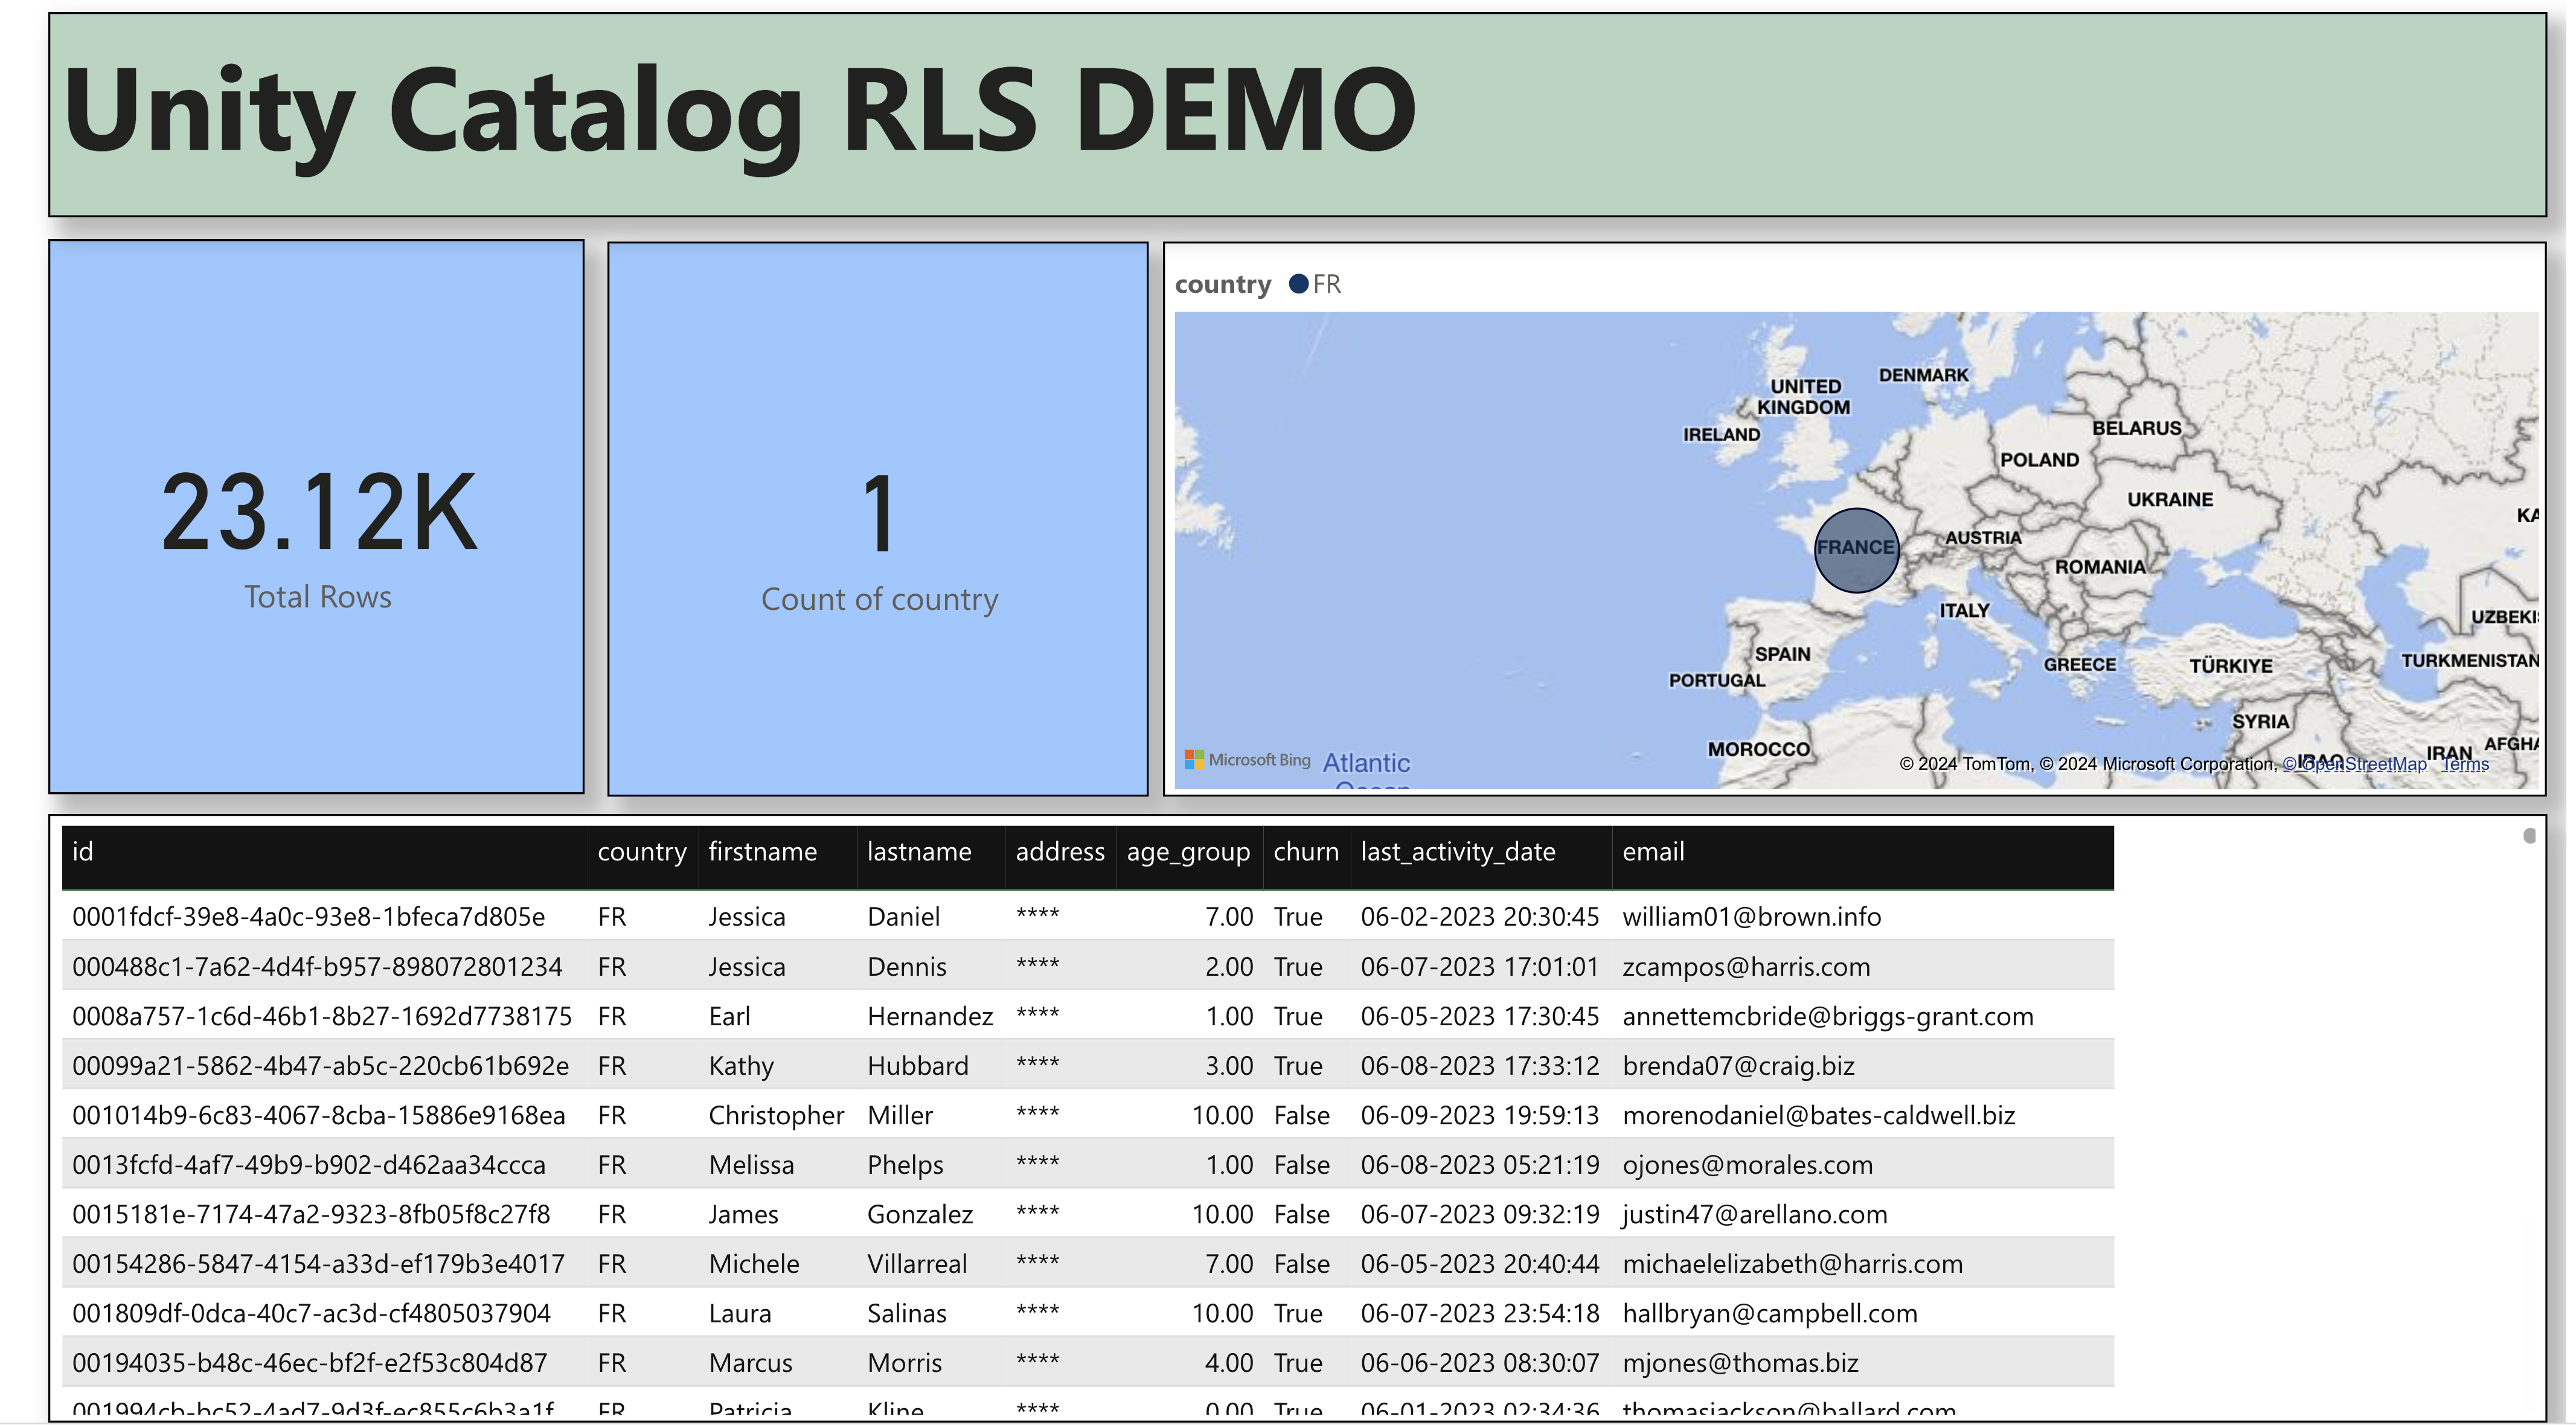 Unity Catalog RLS DEMO
23.12K
Total Rows
1
Count of country
country FR
DENMARK
UNITED
KINGDOM
IRELAND
BELARUS
POLAND
UKRAINE
KA
AUSTRIA
FRANCE
ROMANIA
ITALY
UZBEKI
SPAIN
GREECE
TÜRKIYE
TURKMENISTAN
PORTUGAL
SYRIA
MOROCCO
IRAQ
IRAN
AFGHA
Microsoft Bing
Atlantic
Ocean
© 2024 TomTom, © 2024 Microsoft Corporation, © OpenStreetMap Terms
id country firstname lastname address age_group churn last_activity_date email
0001fdcf-39e8-4a0c-93e8-1bfeca7d805e FR Jessica Daniel **** 7.00 True 06-02-2023 20:30:45 william01@brown.info
000488c1-7a62-4d4f-b957-898072801234 FR Jessica Dennis **** 2.00 True 06-07-2023 17:01:01 zcampos@harris.com
0008a757-1c6d-46b1-8b27-1692d7738175 FR Earl Hernandez **** 1.00 True 06-05-2023 17:30:45 annettemcbride@briggs-grant.com
00099a21-5862-4b47-ab5c-220cb61b692e FR Kathy Hubbard **** 3.00 True 06-08-2023 17:33:12 brenda07@craig.biz
001014b9-6c83-4067-8cba-15886e9168ea FR Christopher Miller **** 10.00 False 06-09-2023 19:59:13 morenodaniel@bates-caldwell.biz
0013fcfd-4af7-49b9-b902-d462aa34ccca FR Melissa Phelps **** 1.00 False 06-08-2023 05:21:19 ojones@morales.com
0015181e-7174-47a2-9323-8fb05f8c27f8 FR James Gonzalez **** 10.00 False 06-07-2023 09:32:19 justin47@arellano.com
00154286-5847-4154-a33d-ef179b3e4017 FR Michele Villarreal **** 7.00 False 06-05-2023 20:40:44 michaelelizabeth@harris.com
001809df-0dca-40c7-ac3d-cf4805037904 FR Laura Salinas **** 10.00 True 06-07-2023 23:54:18 hallbryan@campbell.com
00194035-b48c-46ec-bf2f-e2f53c804d87 FR Marcus Morris **** 4.00 True 06-06-2023 08:30:07 mjones@thomas.biz
001994cb-bc52-4ad7-9d3f-ec855c6b3a1f FR Patricia Kline **** 0.00 True 06-01-2023 02:34:36 thomasjackson@ballard.com